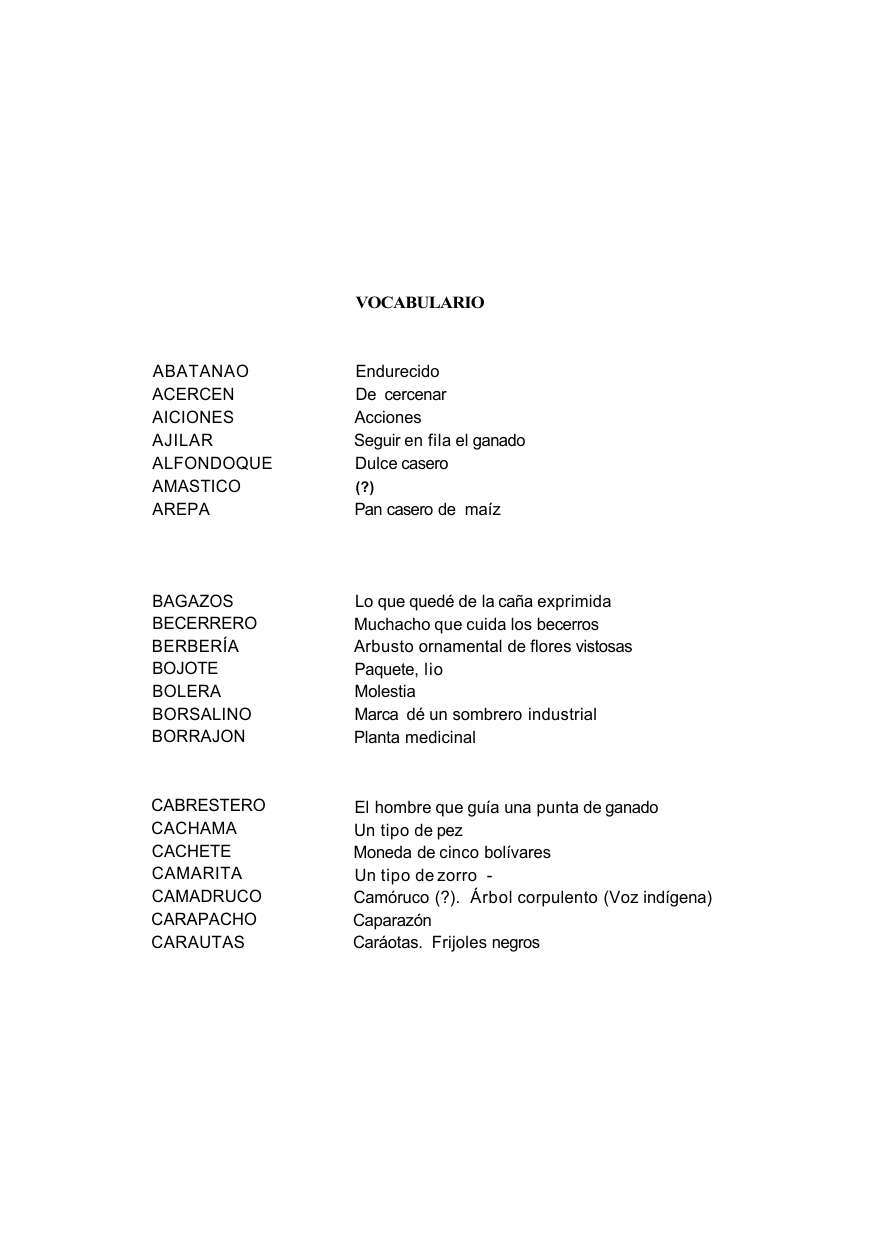 VOCABULARIO
ABATANAO Endurecido
ACERCEN De cercenar
AICIONES Acciones
AJILAR Seguir en fila el ganado
ALFONDOQUE Dulce casero
AMASTICO (?)
AREPA Pan casero de maíz
BAGAZOS Lo que quedé de la caña exprimida
BECERRERO Muchacho que cuida los becerros
BERBERÍA Arbusto ornamental de flores vistosas
BOJOTE Paquete, lio
BOLERA Molestia
BORSALINO Marca dé un sombrero industrial
BORRAJON Planta medicinal
CABRESTERO El hombre que guía una punta de ganado
CACHAMA Un tipo de pez
CACHETE Moneda de cinco bolívares
CAMARITA Un tipo de zorro -
CAMADRUCO Camóruco (?). Árbol corpulento (Voz indígena)
CARAPACHO Caparazón
CARAUTAS Caráotas. Frijoles negros